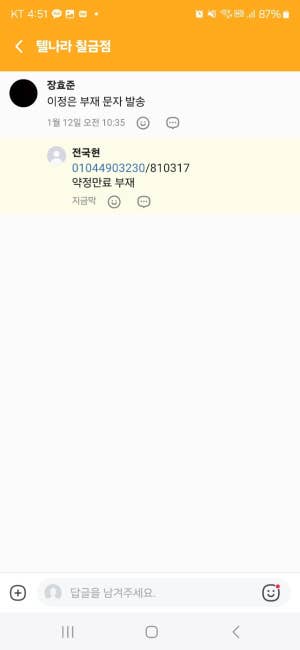 KT 4:51
87%
텔나라 칠금점
장효준
이정은 부재 문자 발송
1월 12일 오전 10:35
전국현
01044903230/810317
약정만료 부재
지금막
답글을 남겨주세요.